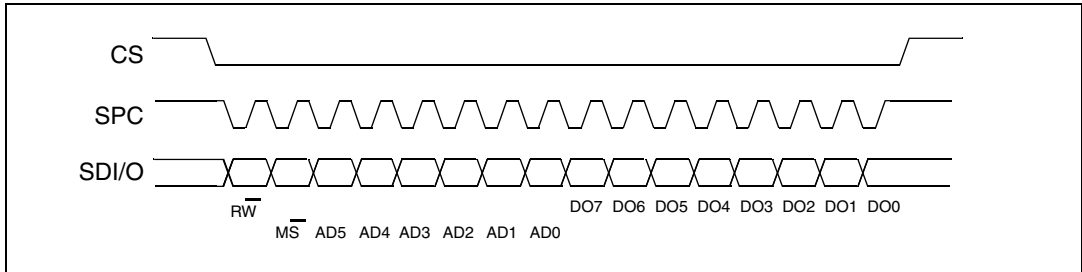 CS
SPC
SDI/O
RW
DO7 DO6 DO5 DO4 DO3 DO2 DO1 DO0
MS AD5 AD4 AD3 AD2 AD1 AD0